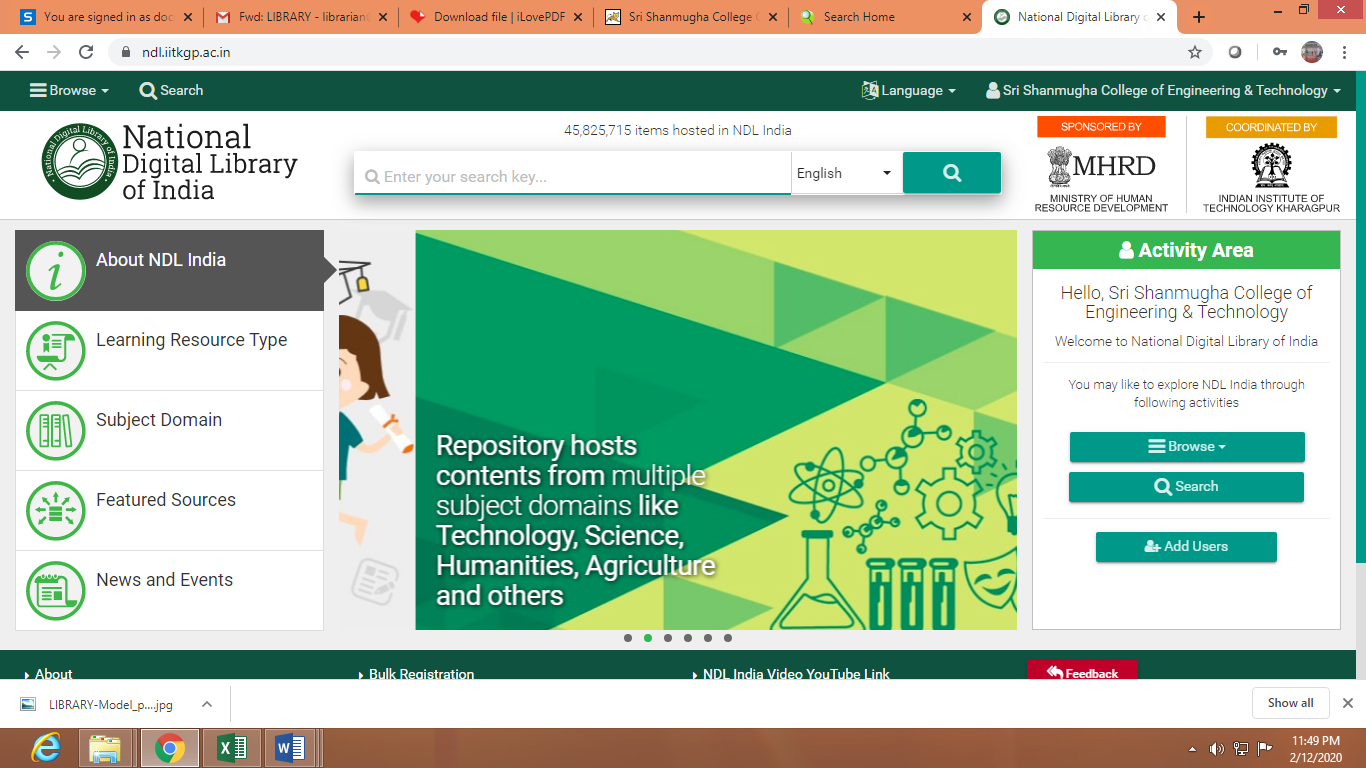 You are signed in as doc
Fwd: LIBRARY - librarian
Download file | iLovePDF
Sri Shanmugha College
Search Home
National Digital Library
ndl.iitkgp.ac.in
Browse
Search
Language
Sri Shanmugha College of Engineering & Technology
National Digital Library of India
National
Digital Library
of India
45,825,715 items hosted in NDL India
Enter your search key...
English
SPONSORED BY
MHRD
MINISTRY OF HUMAN
RESOURCE DEVELOPMENT
COORDINATED BY
INDIAN INSTITUTE OF
TECHNOLOGY KHARAGPUR
About NDL India
Learning Resource Type
Subject Domain
Featured Sources
News and Events
Repository hosts
contents from multiple
subject domains like
Technology, Science,
Humanities, Agriculture
and others
Activity Area
Hello, Sri Shanmugha College of
Engineering & Technology
Welcome to National Digital Library of India
You may like to explore NDL India through
following activities
Browse
Search
Add Users
About
Bulk Registration
NDL India Video YouTube Link
Feedback
LIBRARY-Model_p....jpg
Show all
11:49 PM
2/12/2020